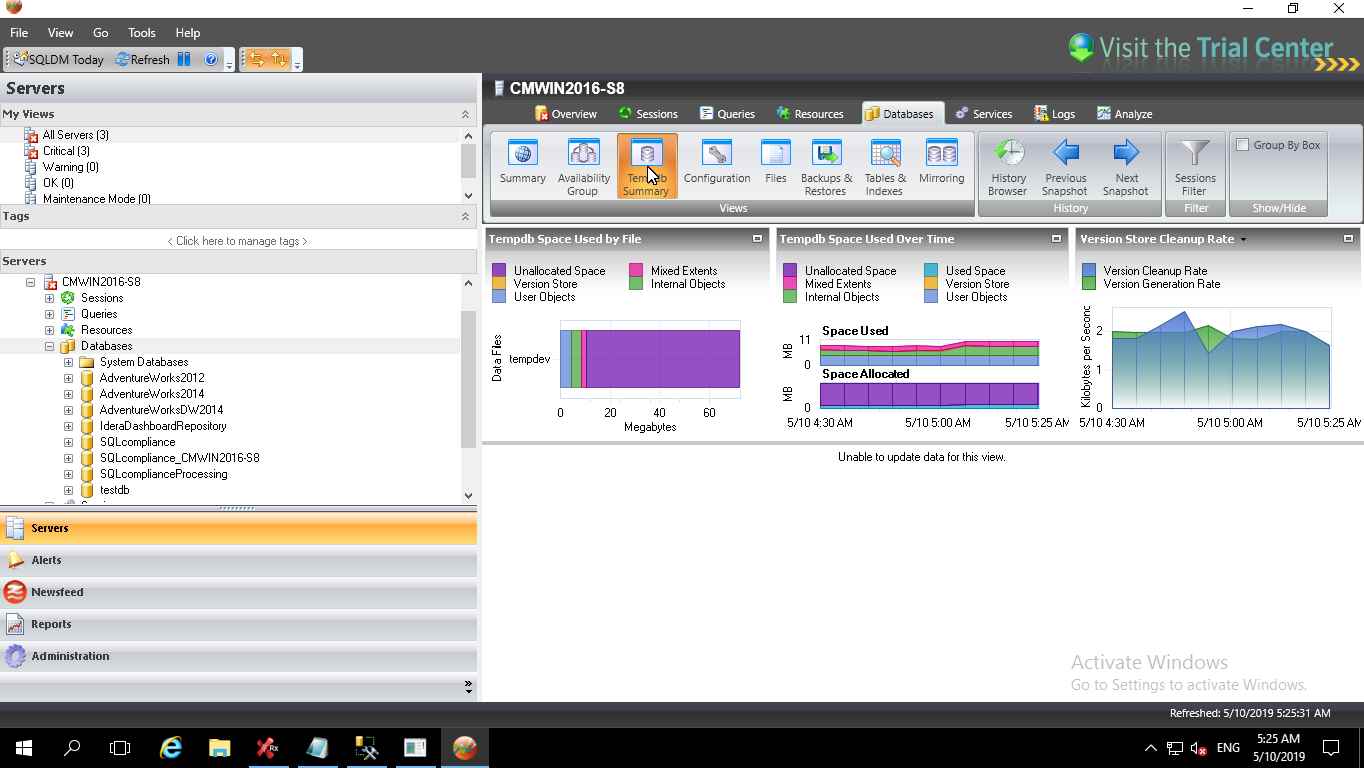 File View Go Tools Help
SQLDM Today Refresh
Visit the Trial Center
Servers
My Views
All Servers (3)
Critical (3)
Warning (0)
OK (0)
Maintenance Mode (0)
Tags
< Click here to manage tags >
Servers
CMWIN2016-S8
Sessions
Queries
Resources
Databases
System Databases
AdventureWorks2012
AdventureWorks2014
AdventureWorksDW2014
IderaDashboardRepository
SQLcompliance
SQLcompliance_CMWIN2016-S8
SQLcomplianceProcessing
testdb
Servers
Alerts
Newsfeed
Reports
Administration
CMWIN2016-S8
Overview Sessions Queries Resources Databases Services Logs Analyze
Summary
Availability Group
Tempdb Summary
Configuration
Files
Backups & Restores
Tables & Indexes
Mirroring
Views
History Browser
Previous Snapshot
Next Snapshot
History
Sessions Filter
Filter
Group By Box
Show/Hide
Tempdb Space Used by File
Unallocated Space Mixed Extents
Version Store Internal Objects
User Objects
Data Files
tempdev
0 20 40 60
Megabytes
Tempdb Space Used Over Time
Unallocated Space Used Space
Mixed Extents Version Store
Internal Objects User Objects
Space Used
11
MB
0
Space Allocated
MB
0
5/10 4:30 AM 5/10 5:00 AM 5/10 5:25 AM
Version Store Cleanup Rate
Version Cleanup Rate
Version Generation Rate
Kilobytes per Second
2
1
0
5/10 4:30 AM 5/10 5:00 AM 5/10 5:25 AM
Unable to update data for this view.
Activate Windows
Go to Settings to activate Windows.
Refreshed: 5/10/2019 5:25:31 AM
ENG
5:25 AM
5/10/2019